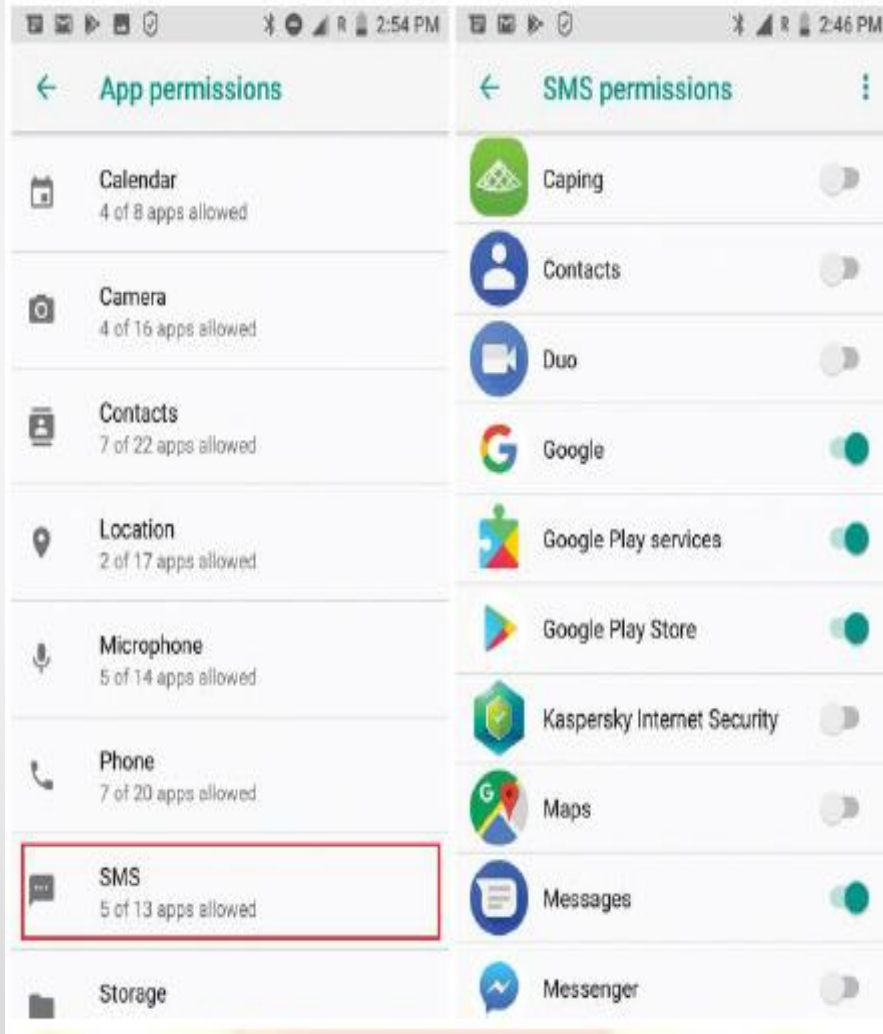 2:54 PM
App permissions
Calendar
4 of 8 apps allowed
Camera
4 of 16 apps allowed
Contacts
7 of 22 apps allowed
Location
2 of 17 apps allowed
Microphone
5 of 14 apps allowed
Phone
7 of 20 apps allowed
SMS
5 of 13 apps allowed
Storage
R 2:46 PM
SMS permissions
Caping
Contacts
Duo
Google
Google Play services
Google Play Store
Kaspersky Internet Security
Maps
Messages
Messenger